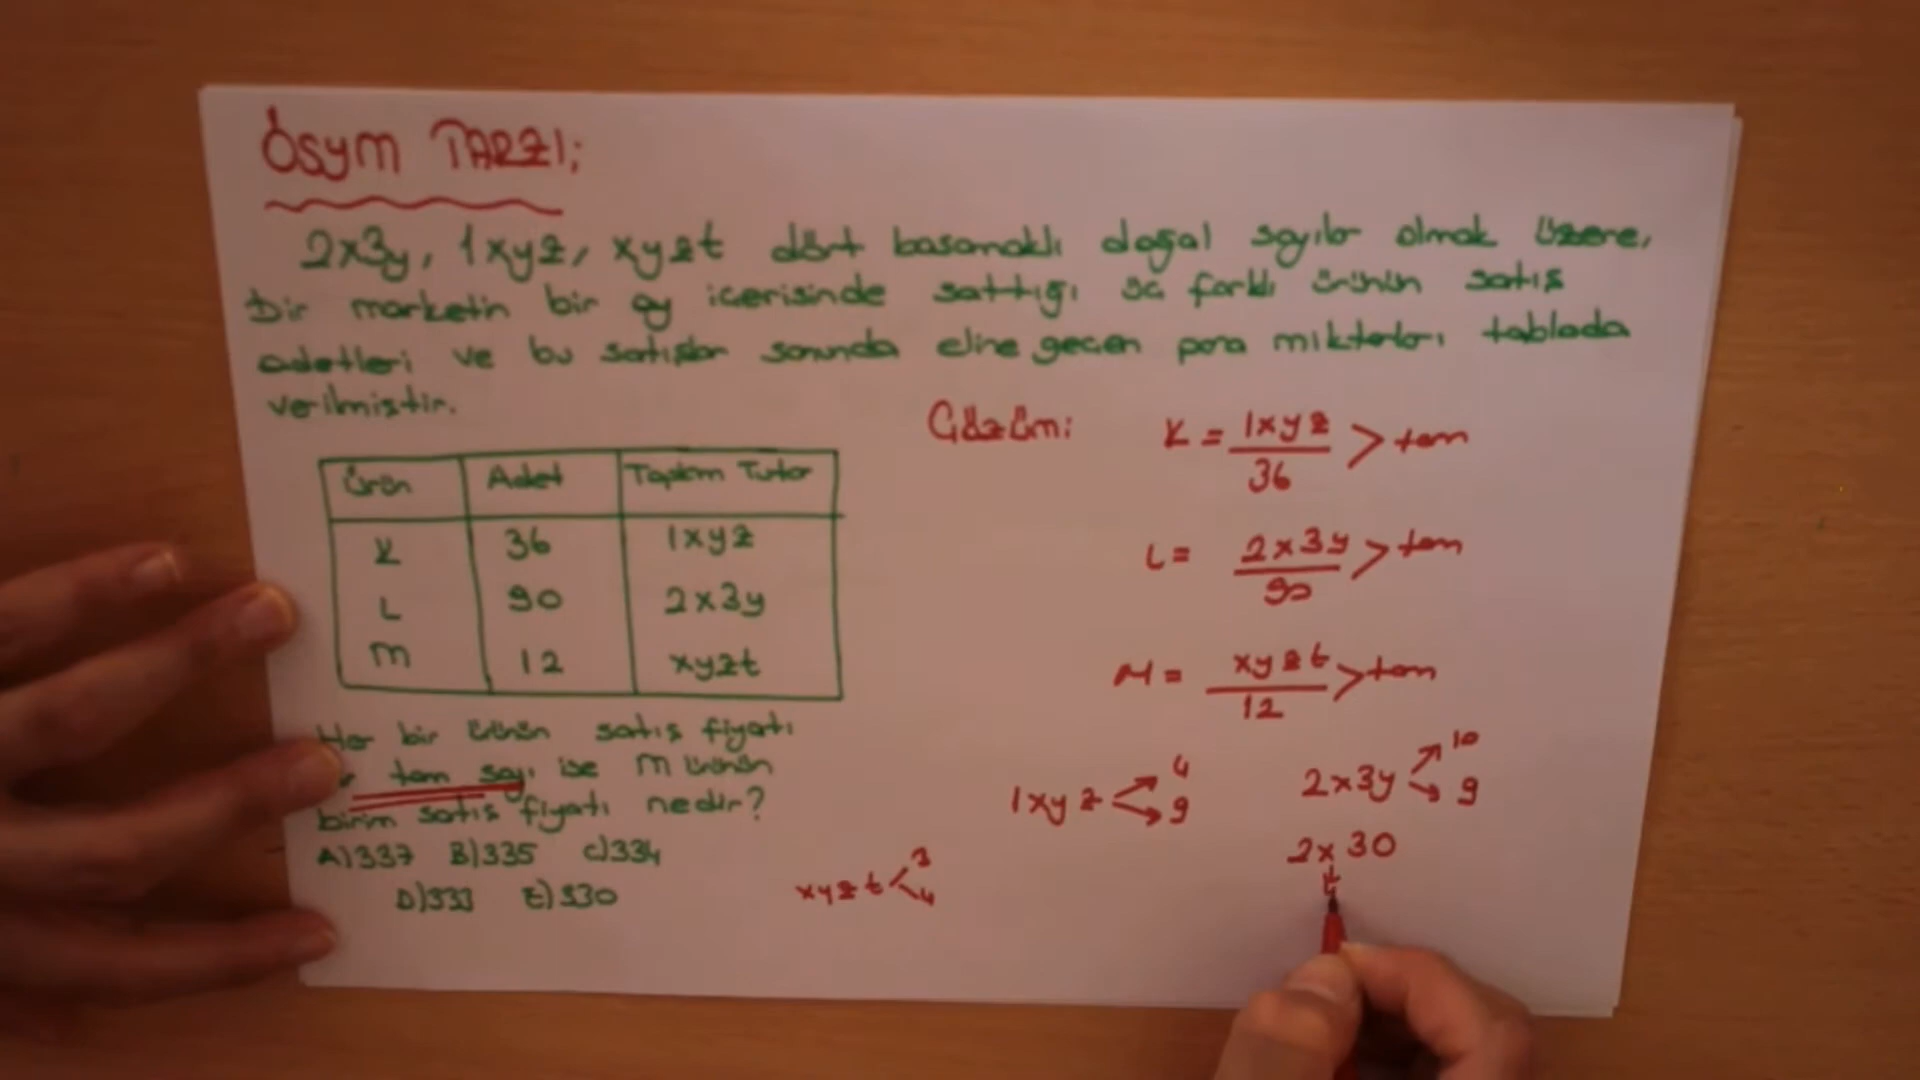 ÖSYM TARZI;
2x3y, 1xyz, xyzt dört basamaklı doğal sayılar olmak üzere,
bir marketin bir ay içerisinde sattığı üç farklı ürünün satış
adetleri ve bu satışlar sonunda eline geçen para miktarları tabloda
verilmiştir.
Ürün Adet Toplam Tutar
K 36 1xyz
L 90 2x3y
M 12 xyzt
Her bir ürünün satış fiyatı
tam sayı ise M ürünün
birim satış fiyatı nedir?
A) 337 B) 335 C) 334
D) 333 E) 330
Çözüm:
K = 1xyz / 36 > tam
L = 2x3y / 90 > tam
M = xyzt / 12 > tam
1xyz 4 9
2x3y 10 9
2x30
xyzt 3 4